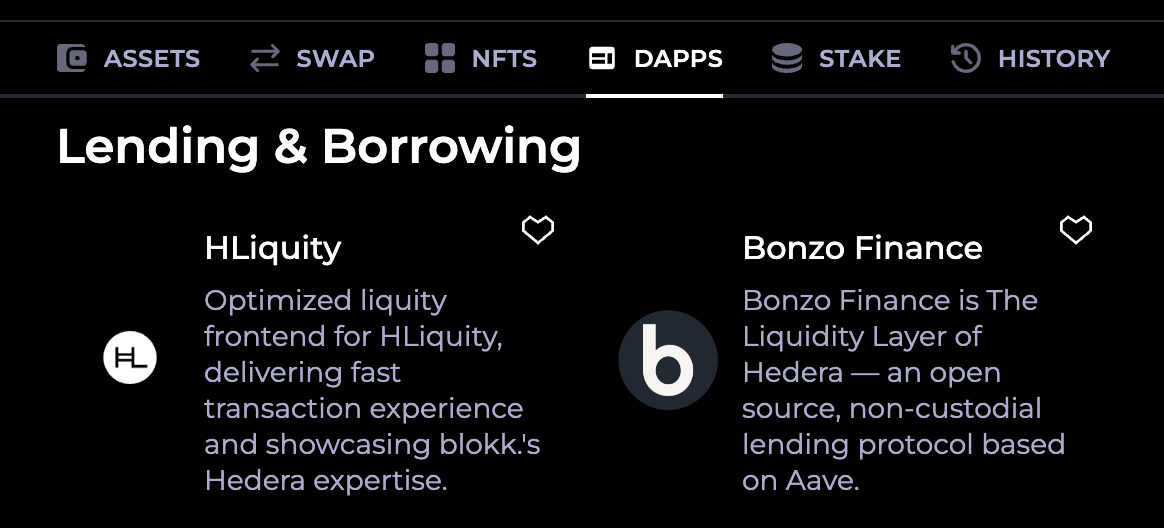 ASSETS SWAP NFTS DAPPS STAKE HISTORY
Lending & Borrowing
HLiquity
Optimized liquity
frontend for HLiquity,
delivering fast
transaction experience
and showcasing blokk.'s
Hedera expertise.
HL
Bonzo Finance
Bonzo Finance is The
Liquidity Layer of
Hedera — an open
source, non-custodial
lending protocol based
on Aave.
b